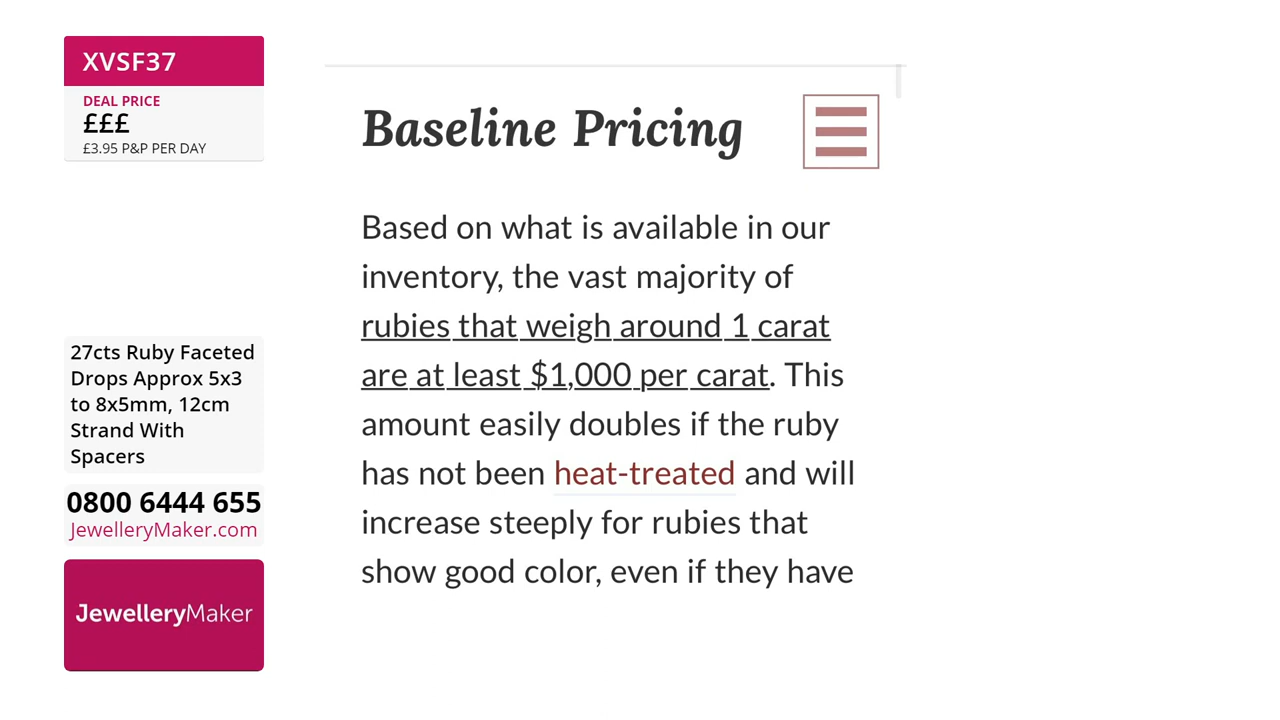 XVSF37
DEAL PRICE
£££
£3.95 P&P PER DAY
27cts Ruby Faceted
Drops Approx 5x3
to 8x5mm, 12cm
Strand With
Spacers
0800 6444 655
JewelleryMaker.com
JewelleryMaker
Baseline Pricing
Based on what is available in our
inventory, the vast majority of
rubies that weigh around 1 carat
are at least $1,000 per carat. This
amount easily doubles if the ruby
has not been heat-treated and will
increase steeply for rubies that
show good color, even if they have